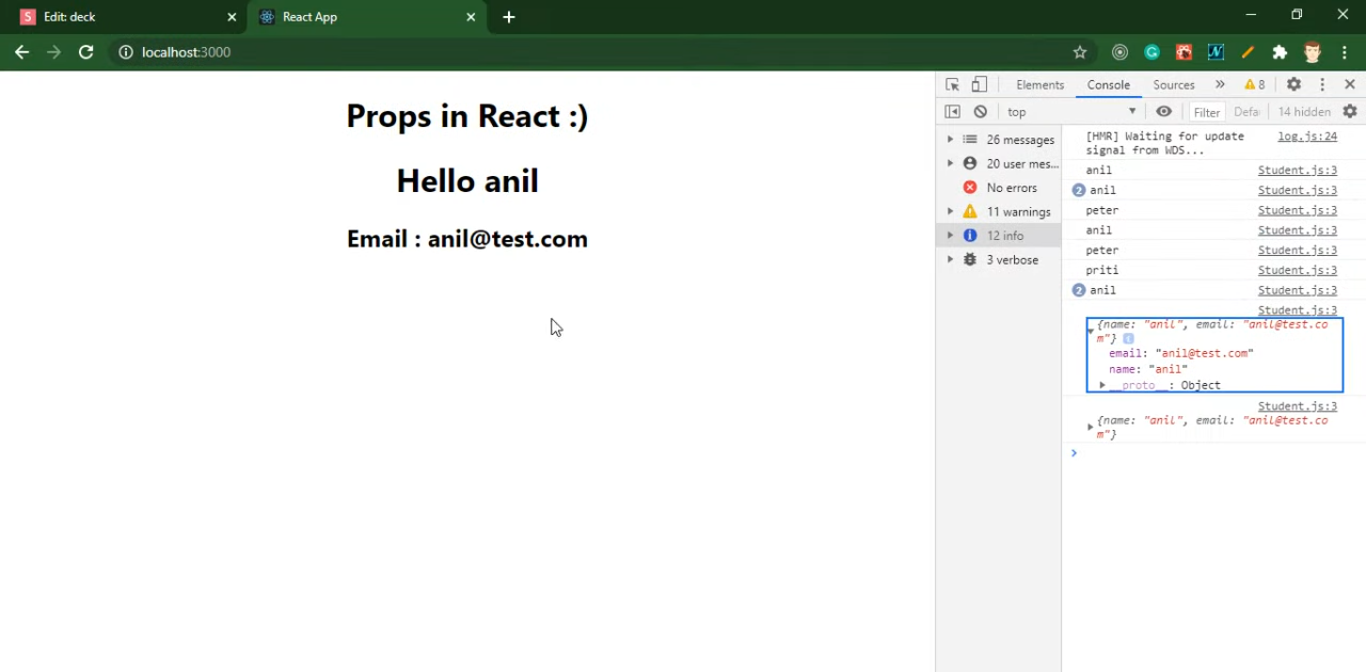 S Edit: deck
React App
localhost:3000
Props in React :)
Hello anil
Email : anil@test.com
Elements Console Sources » 8
top Filter Defa 14 hidden
26 messages
20 user mes...
No errors
11 warnings
12 info
3 verbose
[HMR] Waiting for update log.js:24
signal from WDS...
anil Student.js:3
2 anil Student.js:3
peter Student.js:3
anil Student.js:3
peter Student.js:3
priti Student.js:3
2 anil Student.js:3
Student.js:3
{name: "anil", email: "anil@test.co
m"} i
email: "anil@test.com"
name: "anil"
__proto__: Object
Student.js:3
{name: "anil", email: "anil@test.co
m"}